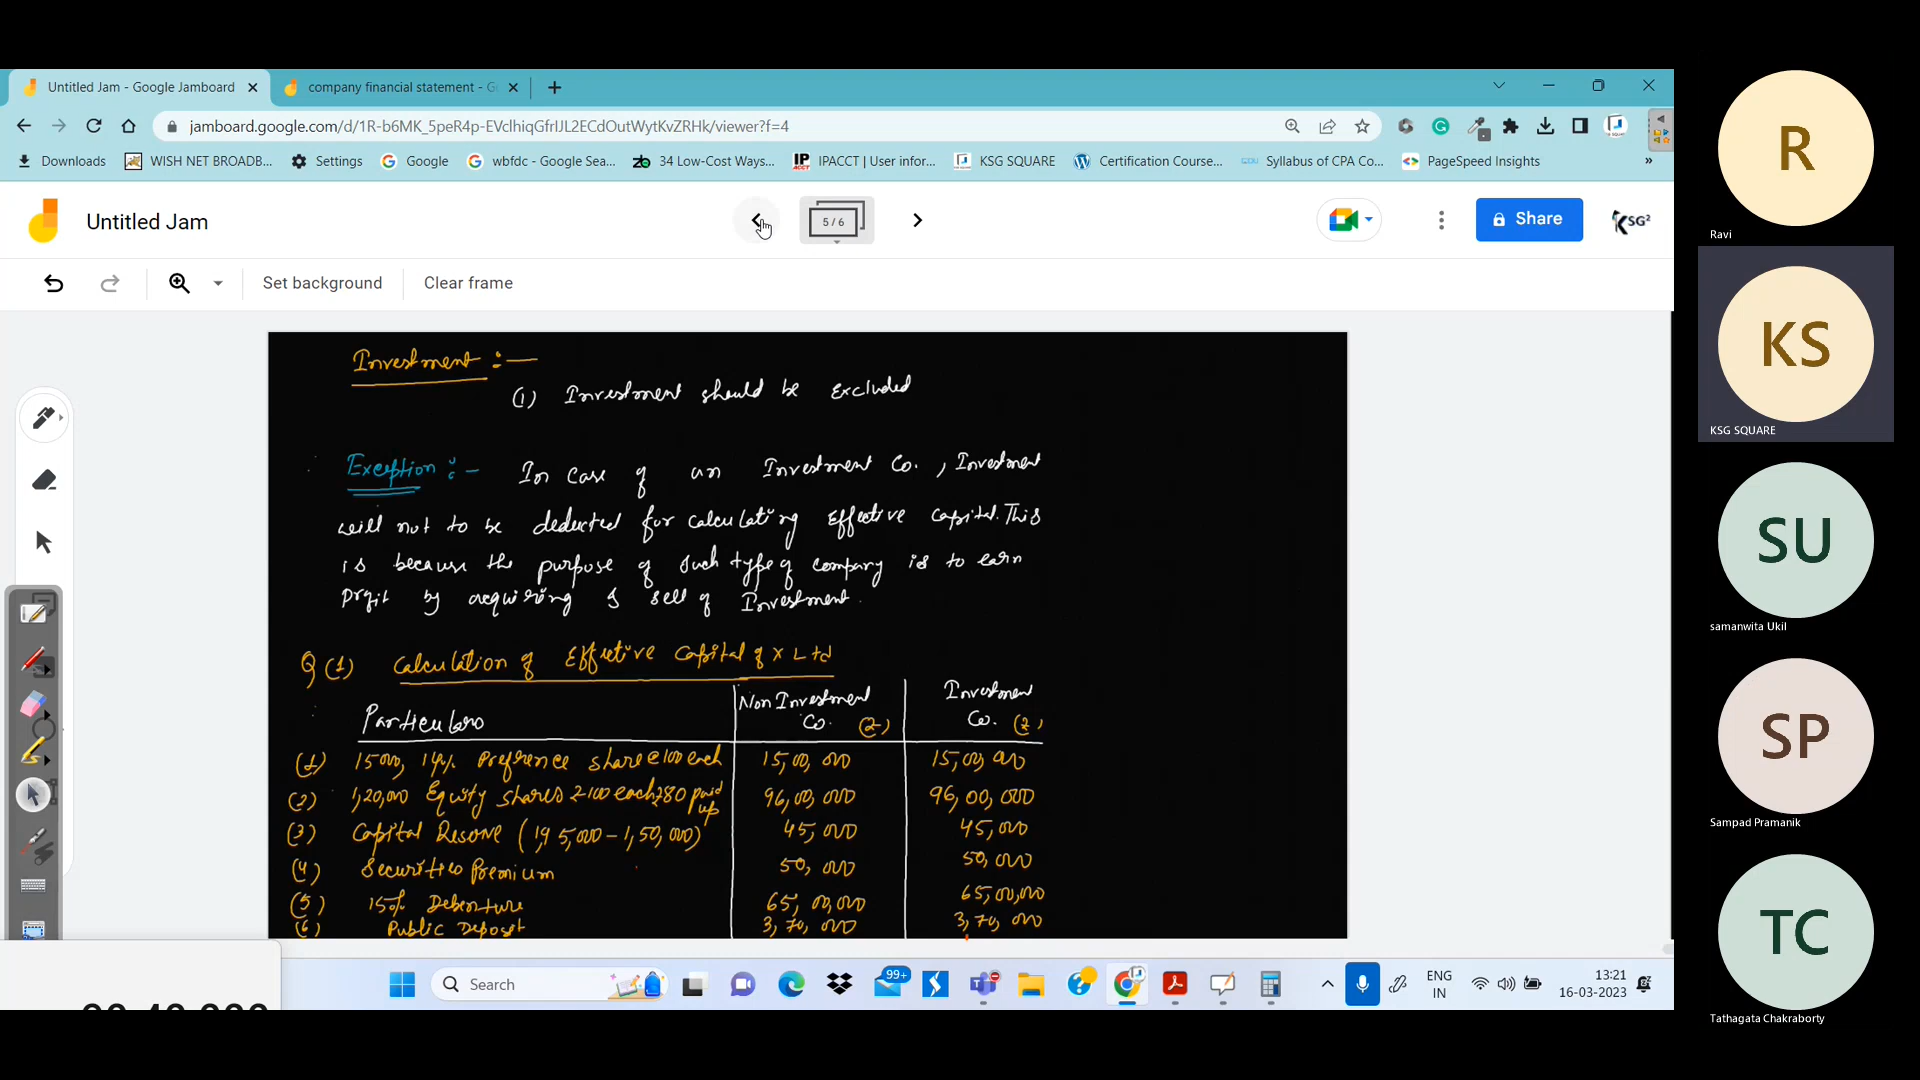 Untitled Jam - Google Jamboard
company financial statement - G
jamboard.google.com/d/1R-b6MK_5peR4p-EVclhiqGfrIJL2ECdOutWytKvZRHk/viewer?f=4
Downloads WISH NET BROADB... Settings Google wbfdc - Google Sea... 34 Low-Cost Ways... IPACCT | User infor... KSG SQUARE Certification Course... Syllabus of CPA Co... PageSpeed Insights »
Untitled Jam
5 / 6
Share
KSG²
Set background Clear frame
Investment :—
(1) Investment should be excluded
Exception :- In case of an Investment Co., Investment
will not to be deducted for calculating Effective Capital. This
is because the purpose of such type of company is to earn
Profit by acquiring & sell of Investment.
Q (1) Calculation of Effective Capital of X Ltd
Particulars Non Investment Co. (₹) Investment Co. (₹)
(1) 15000, 14% Preference share @ 100 each 15,00,000 15,00,000
(2) 1,20,000 Equity shares ₹100 each, ₹80 paid up 96,00,000 96,00,000
(3) Capital Reserve (1,95,000 – 1,50,000) 45,000 45,000
(4) Securities Premium 50,000 50,000
(5) 15% Debenture 65,00,000 65,00,000
(6) Public Deposit 3,70,000 3,70,000
Search
99+
ENG
IN
13:21
16-03-2023
R
Ravi
KS
KSG SQUARE
SU
samanwita Ukil
SP
Sampad Pramanik
TC
Tathagata Chakraborty